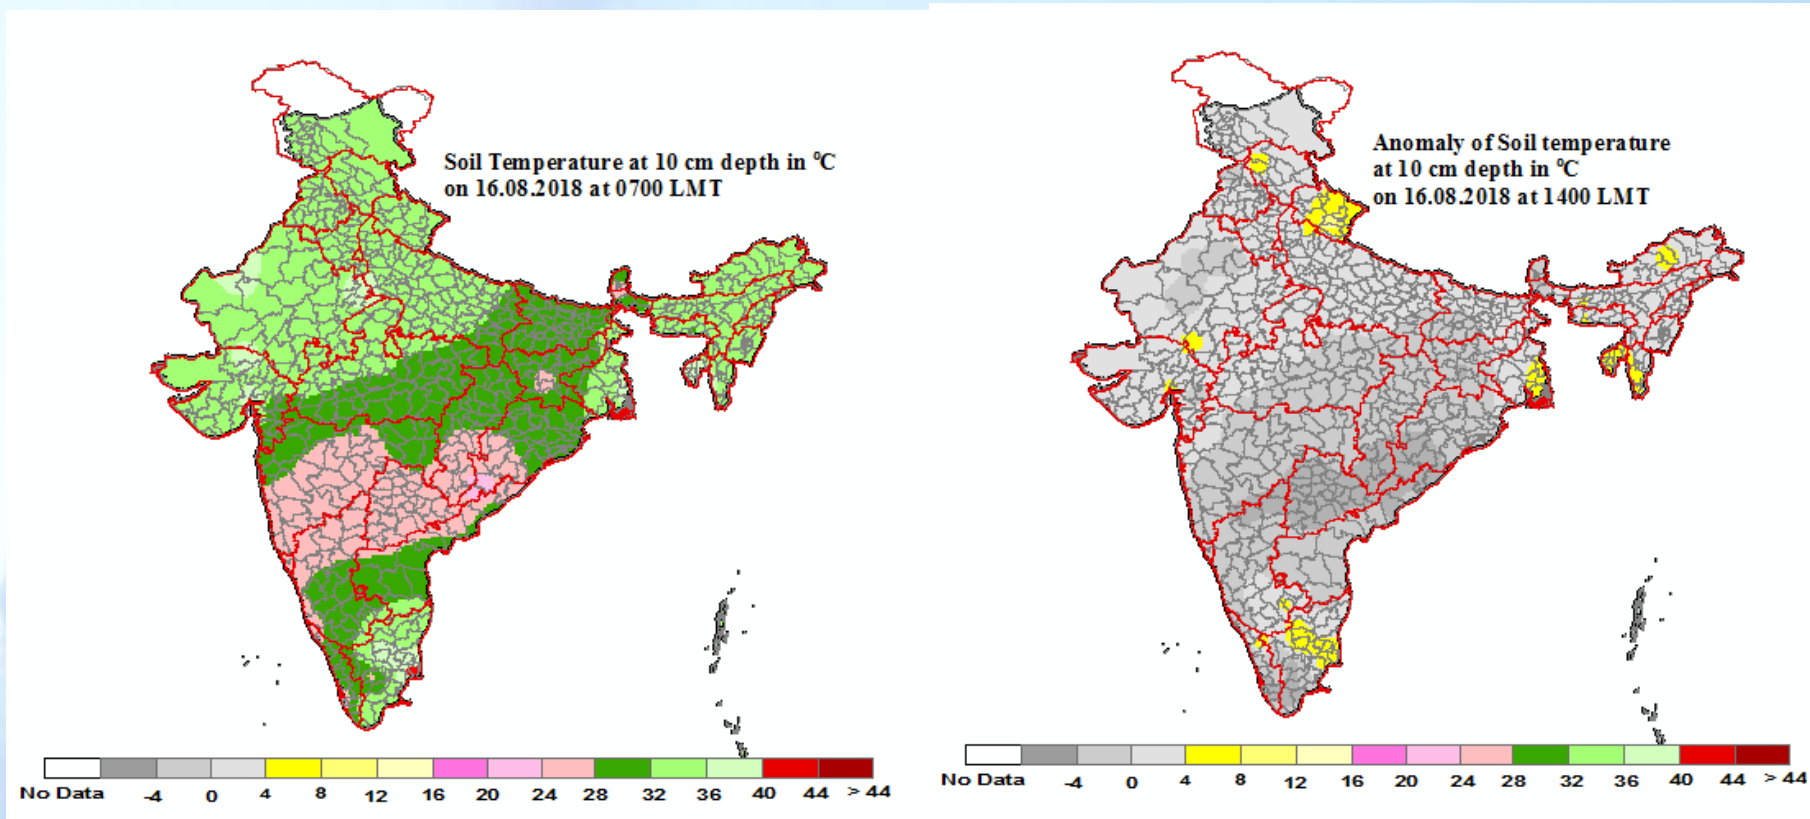 Soil Temperature at 10 cm depth in ⁰C
on 16.08.2018 at 0700 LMT
Anomaly of Soil temperature
at 10 cm depth in ⁰C
on 16.08.2018 at 1400 LMT
No Data -4 0 4 8 12 16 20 24 28 32 36 40 44 > 44
No Data -4 0 4 8 12 16 20 24 28 32 36 40 44 > 44